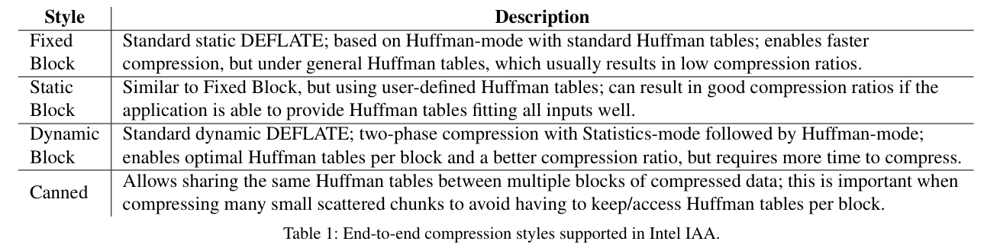 Style Description
Fixed Standard static DEFLATE; based on Huffman-mode with standard Huffman tables; enables faster
Block compression, but under general Huffman tables, which usually results in low compression ratios.
Static Similar to Fixed Block, but using user-defined Huffman tables; can result in good compression ratios if the
Block application is able to provide Huffman tables fitting all inputs well.
Dynamic Standard dynamic DEFLATE; two-phase compression with Statistics-mode followed by Huffman-mode;
Block enables optimal Huffman tables per block and a better compression ratio, but requires more time to compress.
Canned Allows sharing the same Huffman tables between multiple blocks of compressed data; this is important when
compressing many small scattered chunks to avoid having to keep/access Huffman tables per block.
Table 1: End-to-end compression styles supported in Intel IAA.